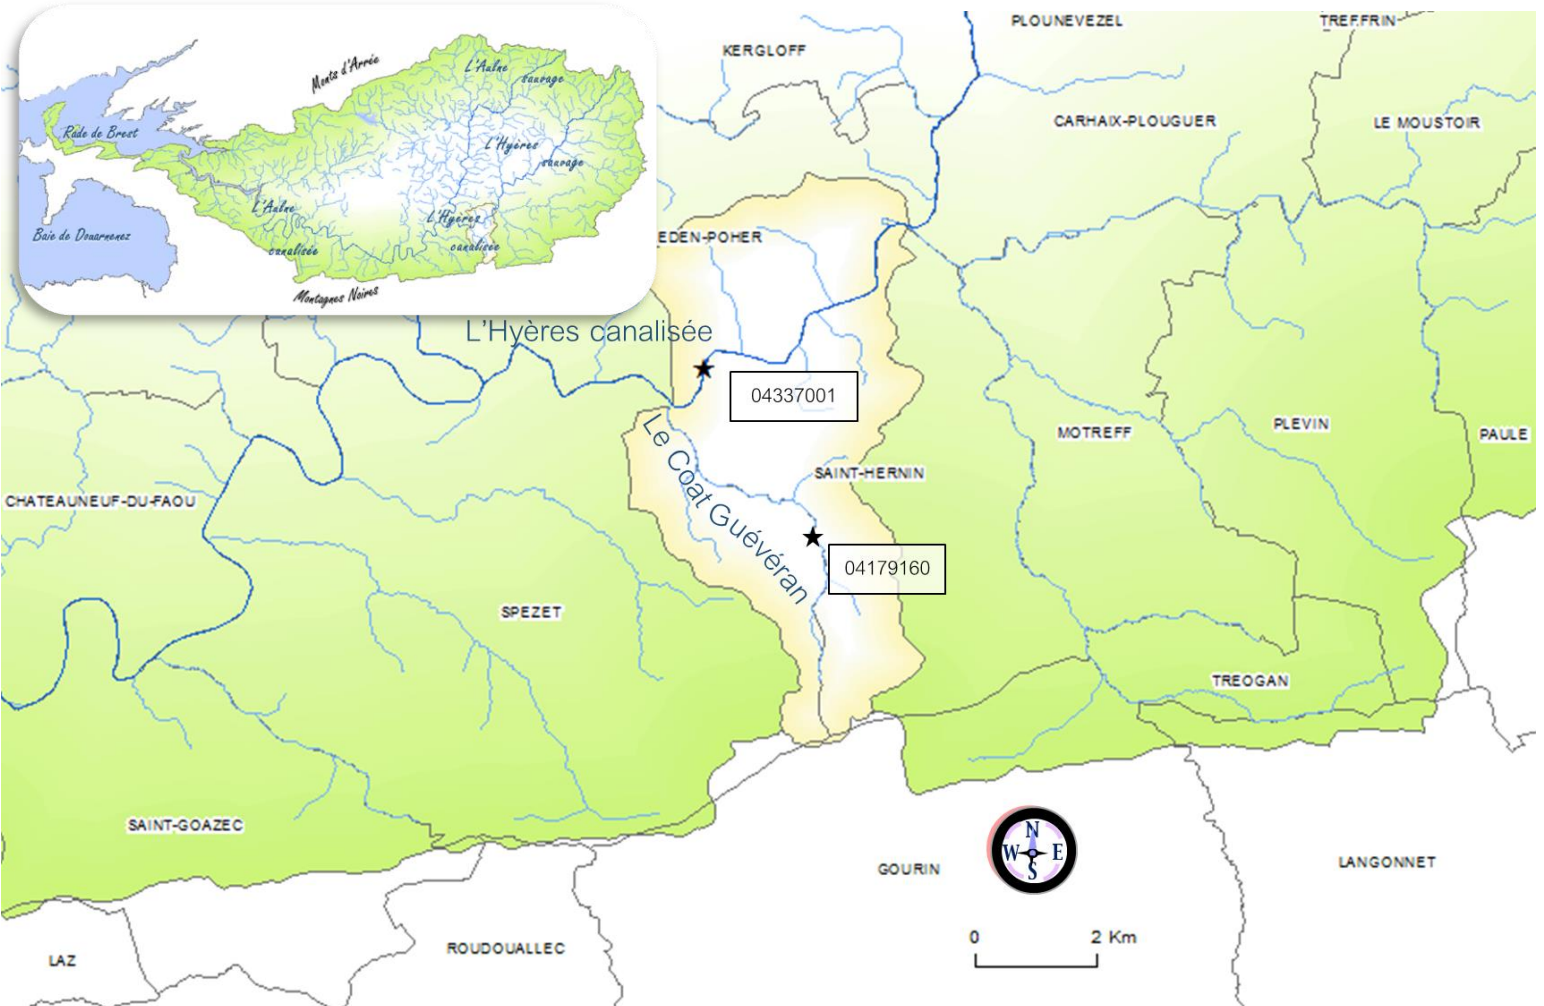 PLOUNEVEZEL
TREFFRIN
KERGLOFF
Monts d'Arrée
L'Aulne
sauvage
CARHAIX-PLOUGUER
LE MOUSTOIR
Rade de Brest
L'Hyères
sauvage
L'Aulne
canalisée
L'Hyères
canalisée
Baie de Douarnenez
Montagnes Noires
EDEN-POHER
L'Hyères canalisée
04337001
MOTREFF
PLEVIN
PAULE
Le Coat Guévéran
SAINT-HERNIN
CHATEAUNEUF-DU-FAOU
04179160
SPEZET
TREOGAN
SAINT-GOAZEC
N
W E
S
GOURIN
LANGONNET
0 2 Km
ROUDOUALLEC
LAZ